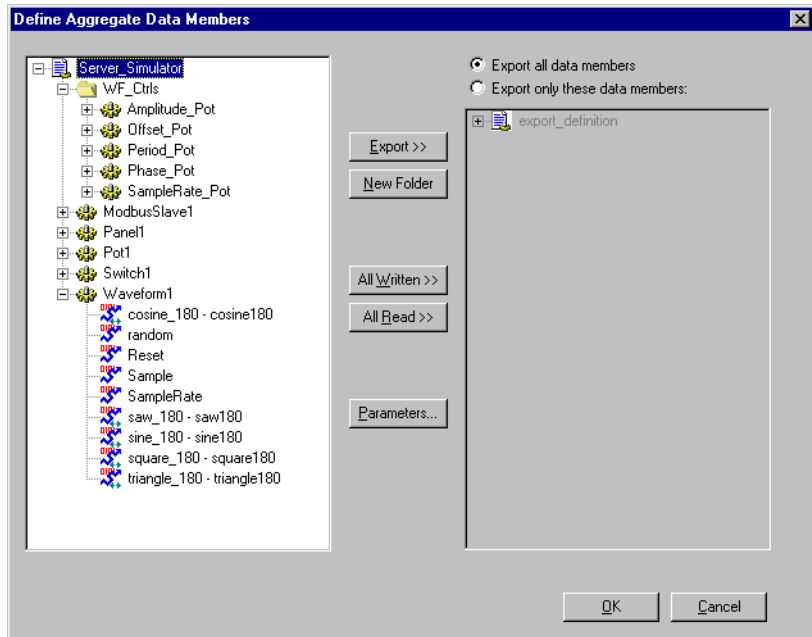 Define Aggregate Data Members
Server_Simulator
WF_Ctrls
Amplitude_Pot
Offset_Pot
Period_Pot
Phase_Pot
SampleRate_Pot
ModbusSlave1
Panel1
Pot1
Switch1
Waveform1
cosine_180 - cosine180
random
Reset
Sample
SampleRate
saw_180 - saw180
sine_180 - sine180
square_180 - square180
triangle_180 - triangle180
Export >>
New Folder
All Written >>
All Read >>
Parameters...
Export all data members
Export only these data members:
export_definition
OK
Cancel